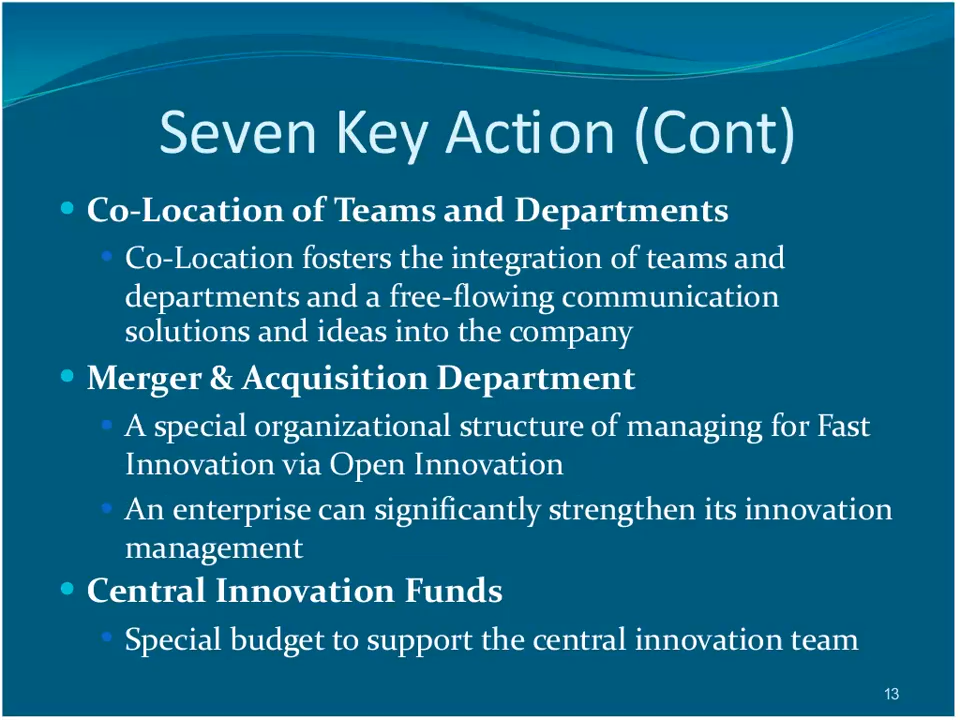 Seven Key Action (Cont)
• Co-Location of Teams and Departments
• Co-Location fosters the integration of teams and
departments and a free-flowing communication
solutions and ideas into the company
• Merger & Acquisition Department
• A special organizational structure of managing for Fast
Innovation via Open Innovation
• An enterprise can significantly strengthen its innovation
management
• Central Innovation Funds
• Special budget to support the central innovation team
13